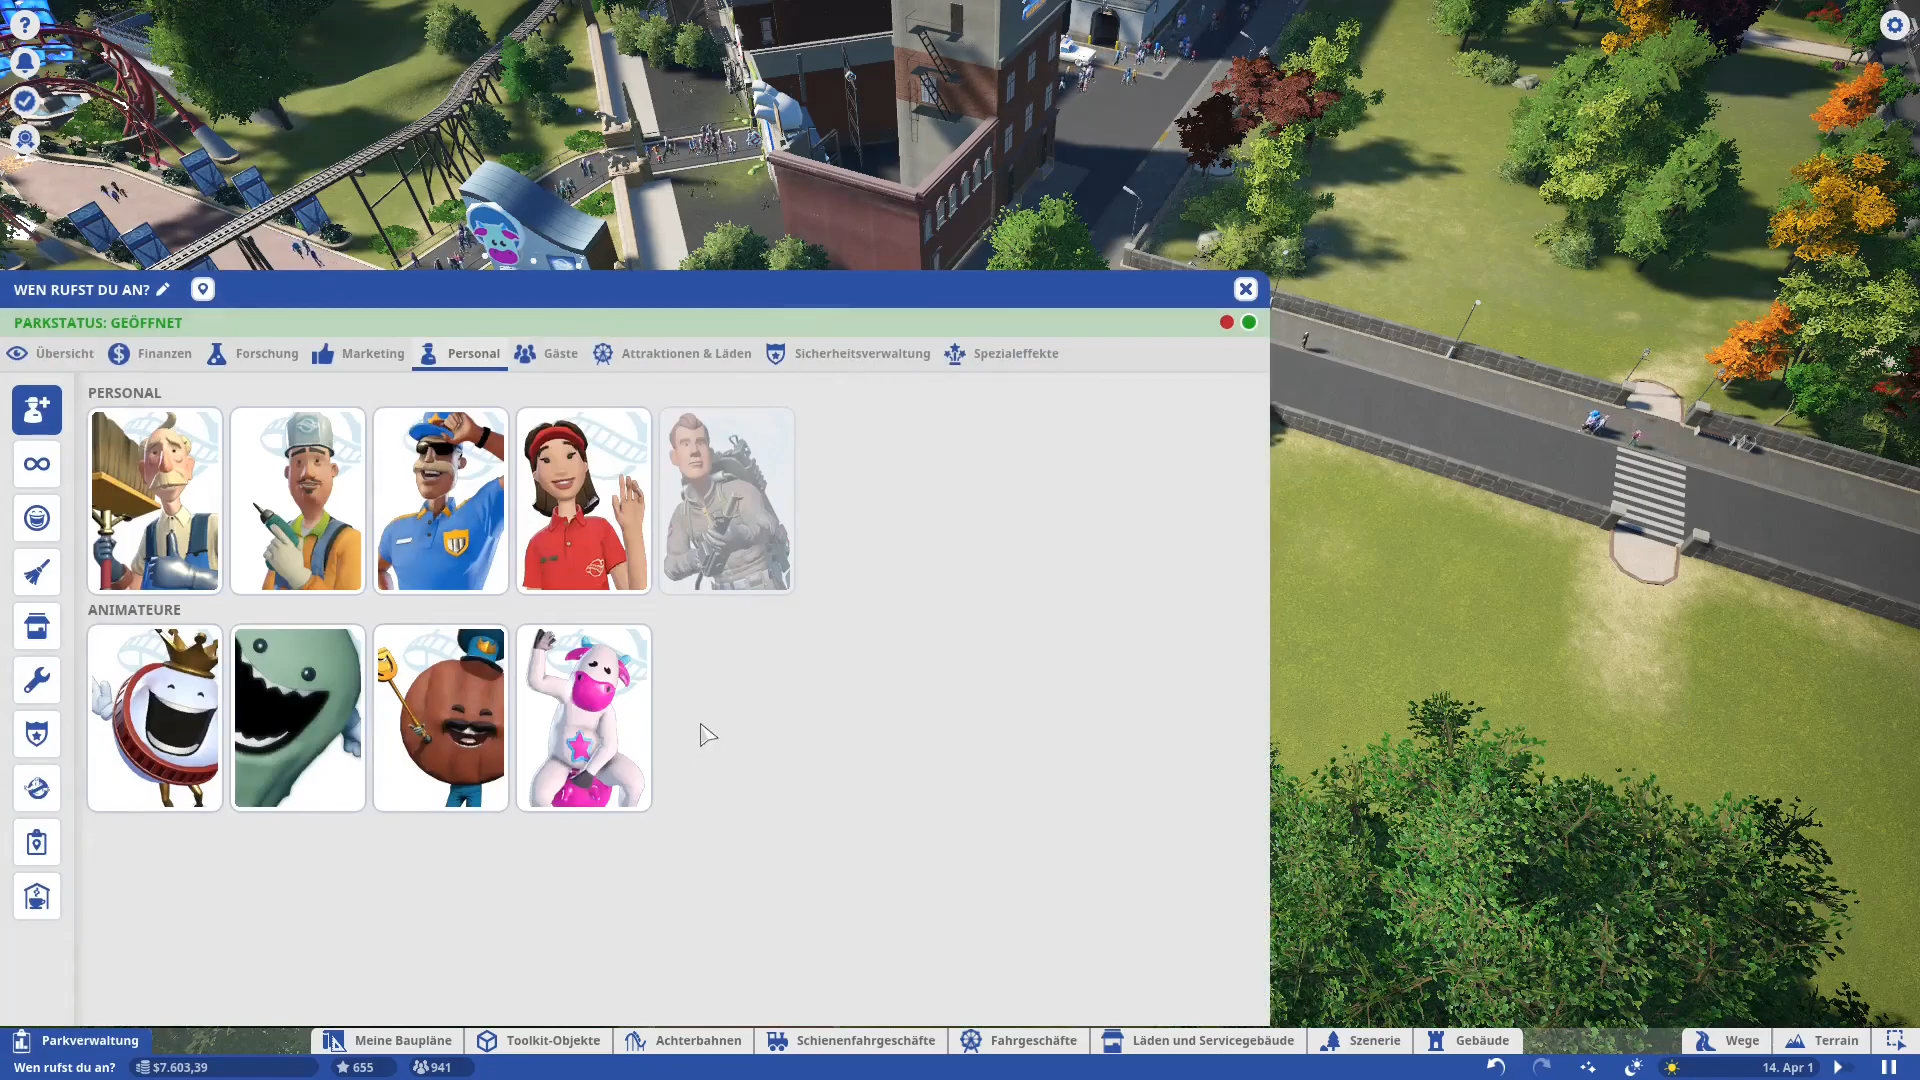 WEN RUFST DU AN?
PARKSTATUS: GEÖFFNET
Übersicht Finanzen Forschung Marketing Personal Gäste Attraktionen & Läden Sicherheitsverwaltung Spezialeffekte
PERSONAL
ANIMATEURE
Parkverwaltung Meine Baupläne Toolkit-Objekte Achterbahnen Schienenfahrgeschäfte Fahrgeschäfte Läden und Servicegebäude Szenerie Gebäude Wege Terrain
Wen rufst du an? $7.603,39 655 941 14. Apr 1